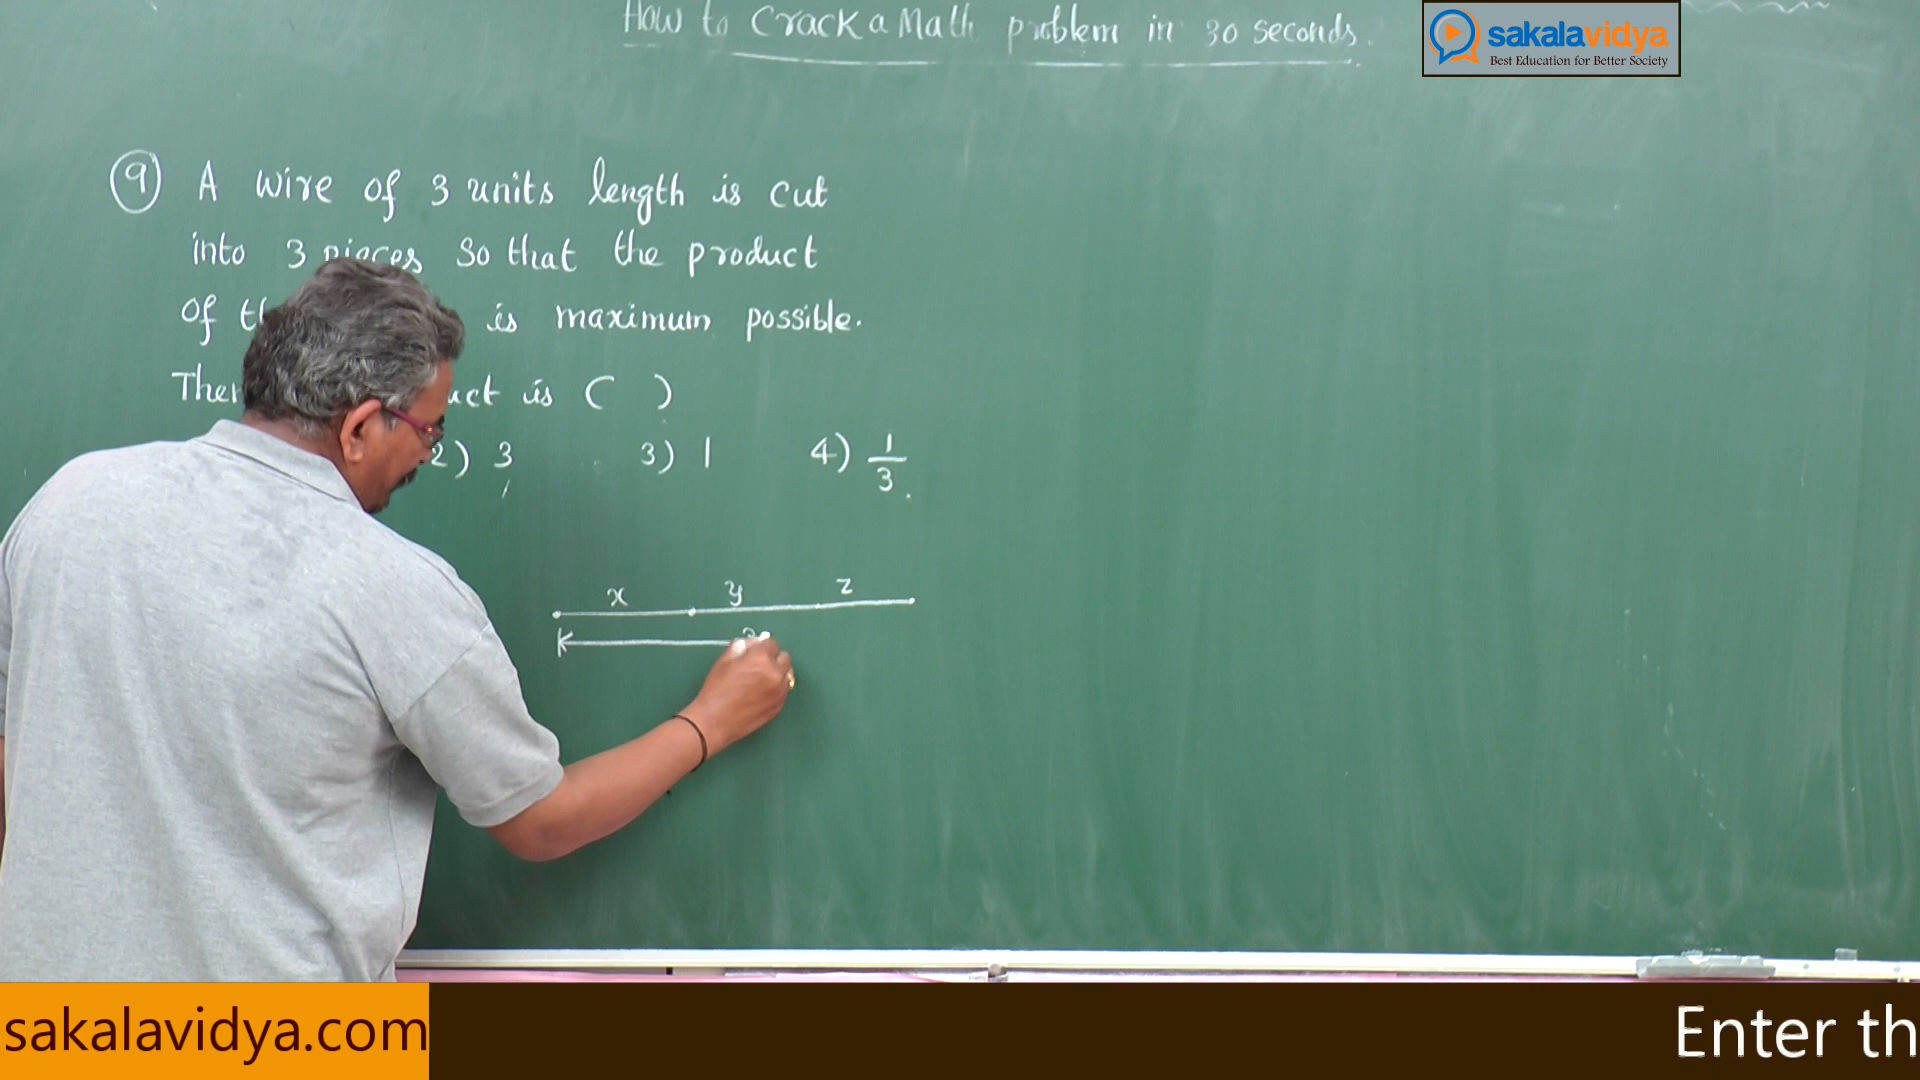 How to Crack a Math problem in 30 seconds.
sakalavidya
Best Education for Better Society
9 A wire of 3 units length is cut
into 3 pieces so that the product
of is maximum possible.
is ( )
2) 3 3) 1 4) 1/3.
x y z
sakalavidya.com
Enter th